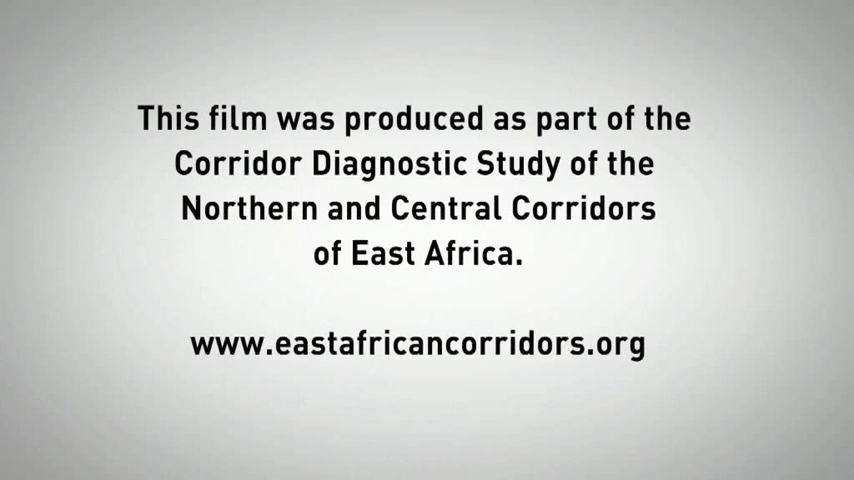 This film was produced as part of the
Corridor Diagnostic Study of the
Northern and Central Corridors
of East Africa.
www.eastafricancorridors.org